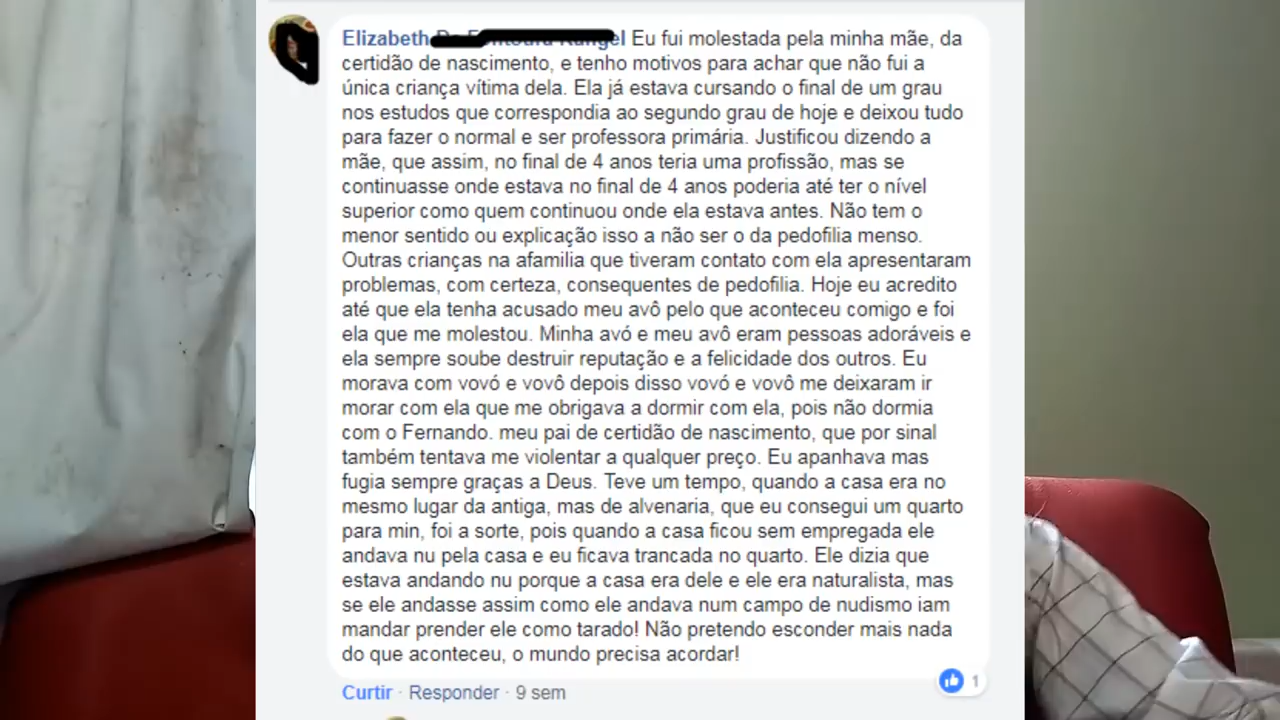 Elizabeth Eu fui molestada pela minha mãe, da
certidão de nascimento, e tenho motivos para achar que não fui a
única criança vítima dela. Ela já estava cursando o final de um grau
nos estudos que correspondia ao segundo grau de hoje e deixou tudo
para fazer o normal e ser professora primária. Justificou dizendo a
mãe, que assim, no final de 4 anos teria uma profissão, mas se
continuasse onde estava no final de 4 anos poderia até ter o nível
superior como quem continuou onde ela estava antes. Não tem o
menor sentido ou explicação isso a não ser o da pedofilia menso.
Outras crianças na afamilia que tiveram contato com ela apresentaram
problemas, com certeza, consequentes de pedofilia. Hoje eu acredito
até que ela tenha acusado meu avô pelo que aconteceu comigo e foi
ela que me molestou. Minha avó e meu avô eram pessoas adoráveis e
ela sempre soube destruir reputação e a felicidade dos outros. Eu
morava com vovó e vovô depois disso vovó e vovô me deixaram ir
morar com ela que me obrigava a dormir com ela, pois não dormia
com o Fernando. meu pai de certidão de nascimento, que por sinal
também tentava me violentar a qualquer preço. Eu apanhava mas
fugia sempre graças a Deus. Teve um tempo, quando a casa era no
mesmo lugar da antiga, mas de alvenaria, que eu consegui um quarto
para min, foi a sorte, pois quando a casa ficou sem empregada ele
andava nu pela casa e eu ficava trancada no quarto. Ele dizia que
estava andando nu porque a casa era dele e ele era naturalista, mas
se ele andasse assim como ele andava num campo de nudismo iam
mandar prender ele como tarado! Não pretendo esconder mais nada
do que aconteceu, o mundo precisa acordar!
1
Curtir · Responder · 9 sem